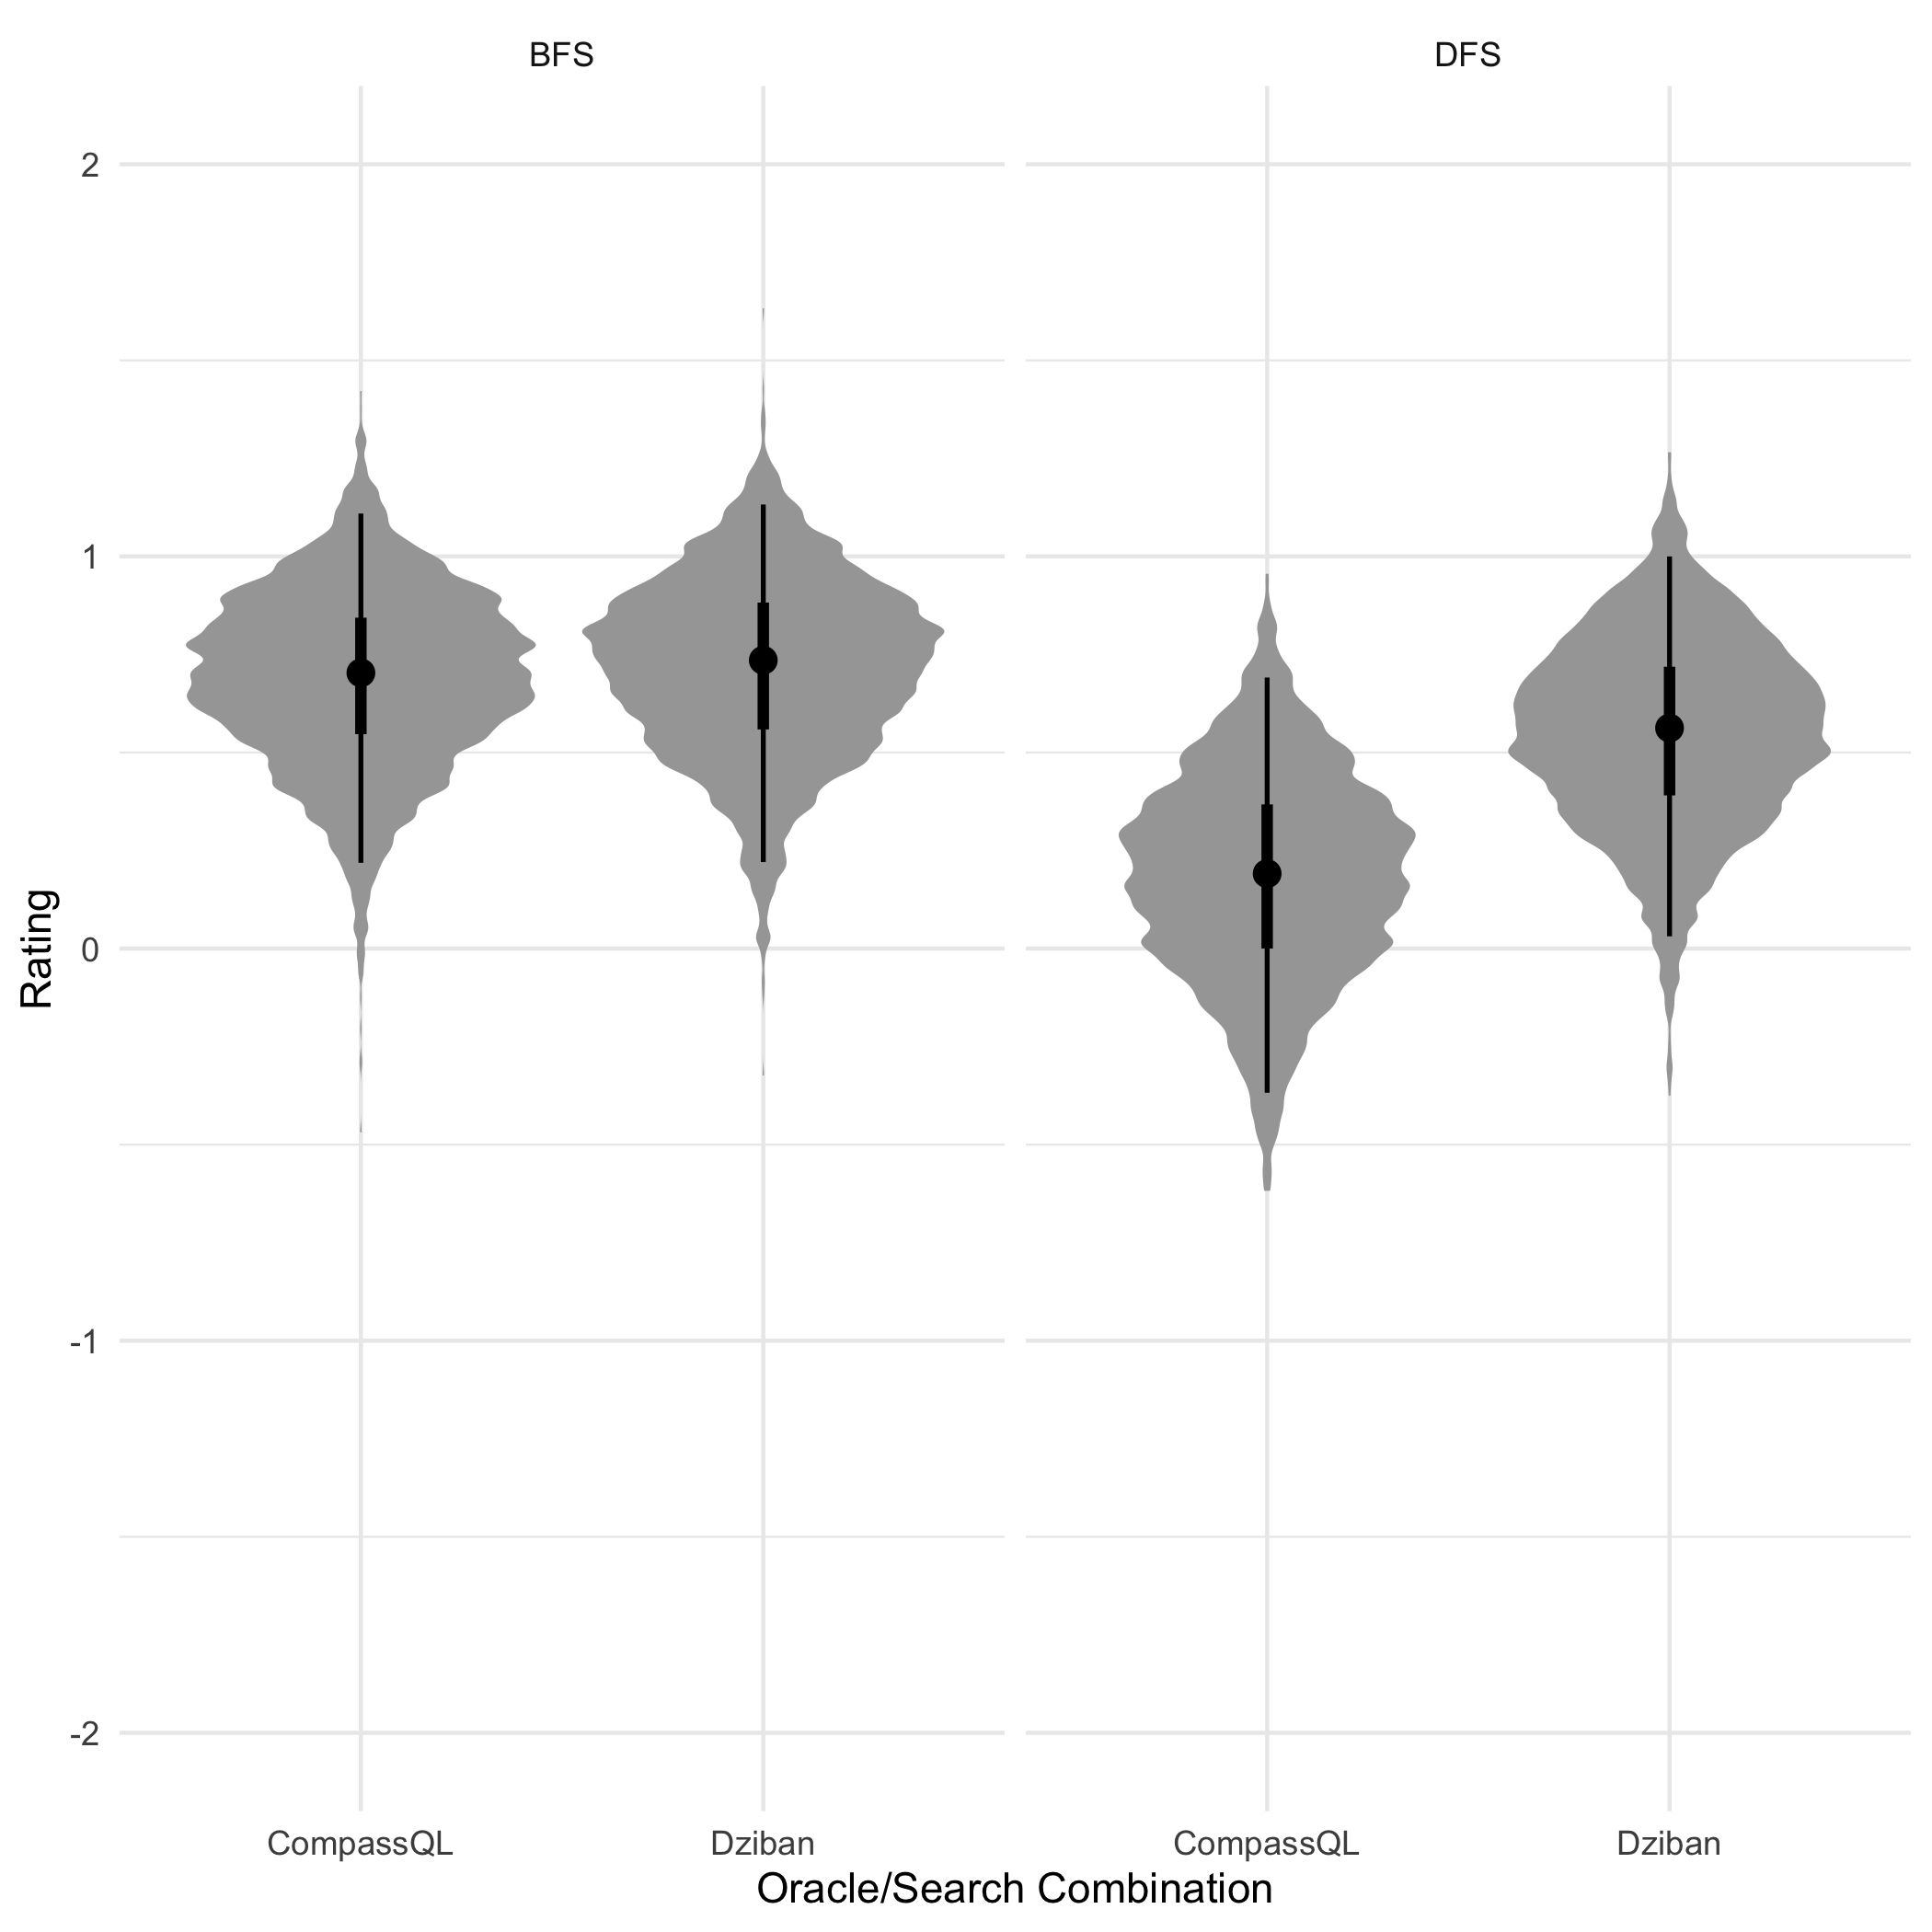 BFS
DFS
2
1
0
-1
-2
Rating
CompassQL
Dziban
CompassQL
Dziban
Oracle/Search Combination